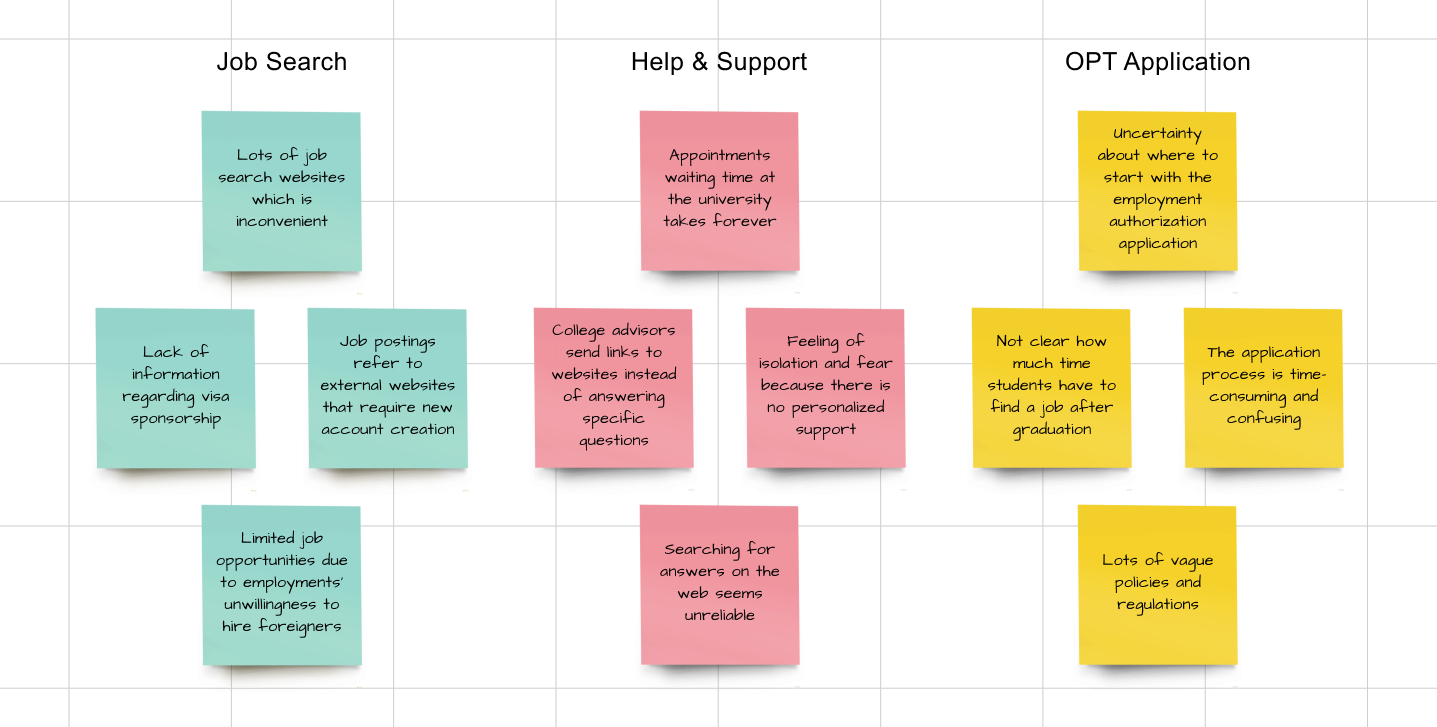 Job Search
Lots of job
search websites
which is
inconvenient
Lack of
information
regarding visa
sponsorship
Job postings
refer to
external websites
that require new
account creation
Limited job
opportunities due
to employments'
unwillingness to
hire foreigners
Help & Support
Appointments
waiting time at
the university
takes forever
College advisors
send links to
websites instead
of answering
specific
questions
Feeling of
isolation and fear
because there is
no personalized
support
Searching for
answers on the
web seems
unreliable
OPT Application
Uncertainty
about where to
start with the
employment
authorization
application
Not clear how
much time
students have to
find a job after
graduation
The application
process is time-
consuming and
confusing
Lots of vague
policies and
regulations